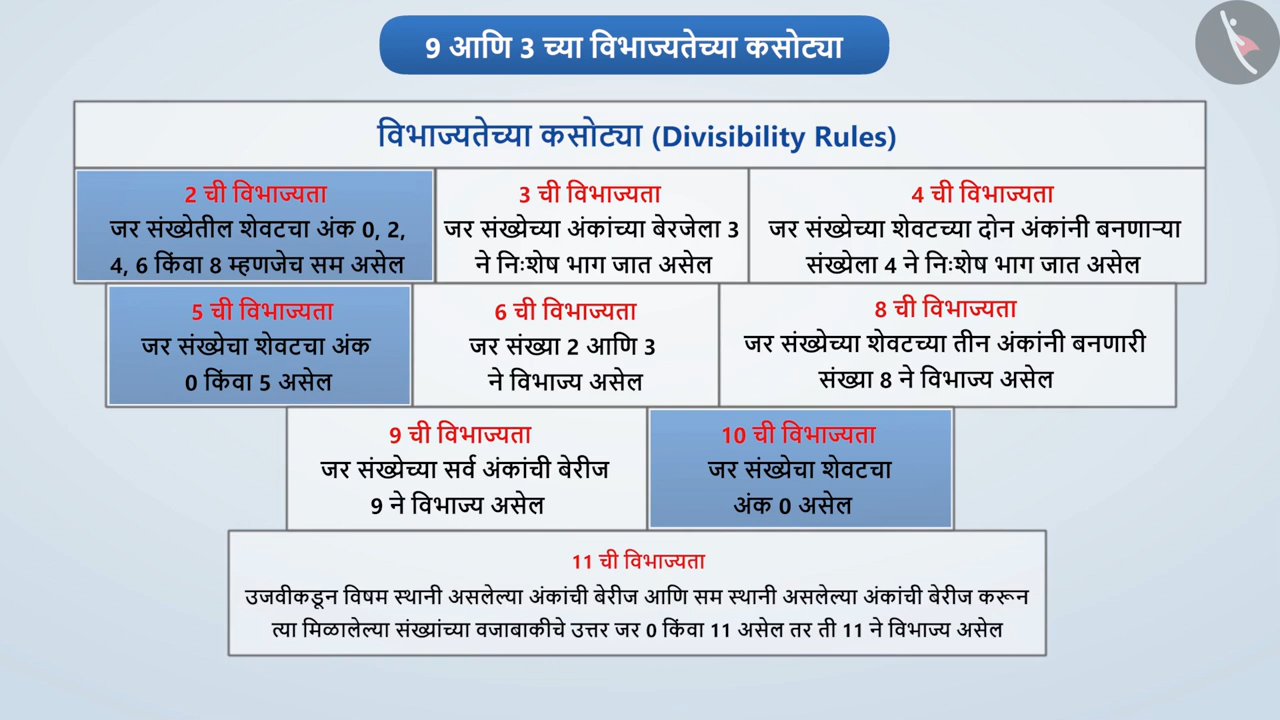 9 आणि 3 च्या विभाज्यतेच्या कसोट्या
विभाज्यतेच्या कसोट्या (Divisibility Rules)
2 ची विभाज्यता
जर संख्येतील शेवटचा अंक 0, 2,
4, 6 किंवा 8 म्हणजेच सम असेल
3 ची विभाज्यता
जर संख्येच्या अंकांच्या बेरजेला 3
ने निःशेष भाग जात असेल
4 ची विभाज्यता
जर संख्येच्या शेवटच्या दोन अंकांनी बनणाऱ्या
संख्येला 4 ने निःशेष भाग जात असेल
5 ची विभाज्यता
जर संख्येचा शेवटचा अंक
0 किंवा 5 असेल
6 ची विभाज्यता
जर संख्या 2 आणि 3
ने विभाज्य असेल
8 ची विभाज्यता
जर संख्येच्या शेवटच्या तीन अंकांनी बनणारी
संख्या 8 ने विभाज्य असेल
9 ची विभाज्यता
जर संख्येच्या सर्व अंकांची बेरीज
9 ने विभाज्य असेल
10 ची विभाज्यता
जर संख्येचा शेवटचा
अंक 0 असेल
11 ची विभाज्यता
उजवीकडून विषम स्थानी असलेल्या अंकांची बेरीज आणि सम स्थानी असलेल्या अंकांची बेरीज करून
त्या मिळालेल्या संख्यांच्या वजाबाकीचे उत्तर जर 0 किंवा 11 असेल तर ती 11 ने विभाज्य असेल